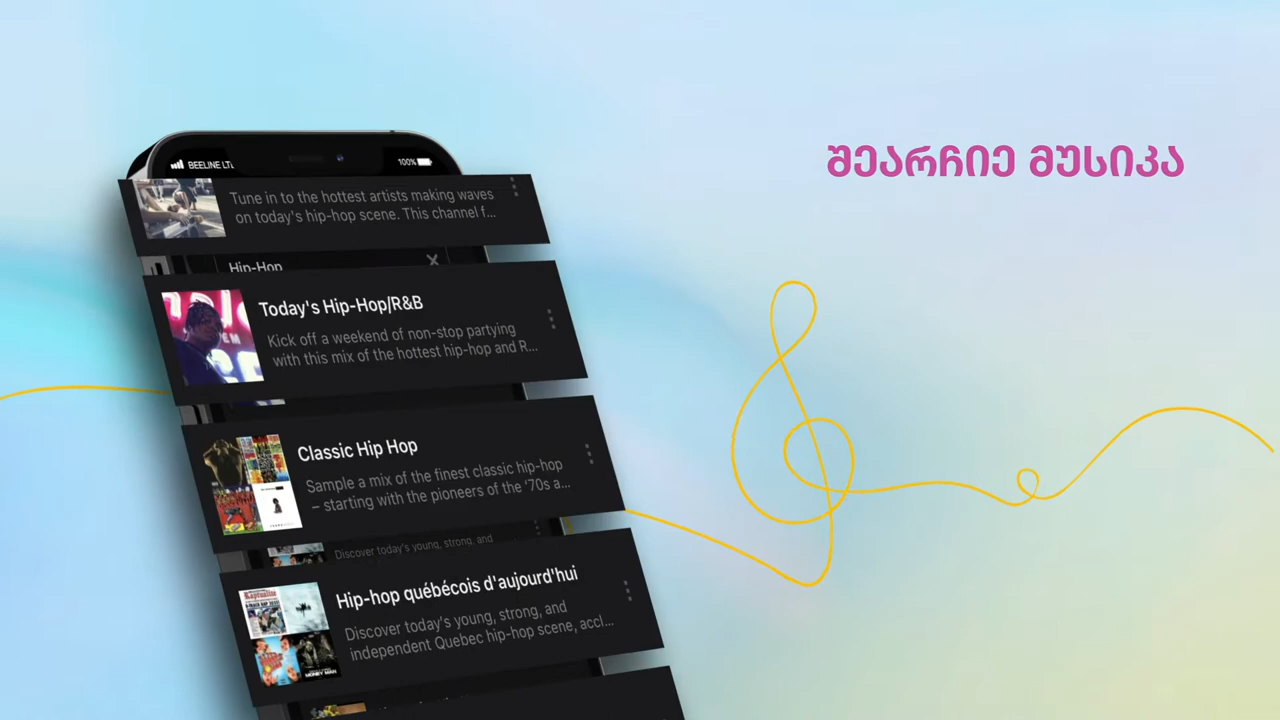 BEELINE LT
100%
შეარჩიე მუსიკა
Tune in to the hottest artists making waves
on today's hip-hop scene. This channel f...
Hip-Hop
Today's Hip-Hop/R&B
Kick off a weekend of non-stop partying
with this mix of the hottest hip-hop and R...
Classic Hip Hop
Sample a mix of the finest classic hip-hop
– starting with the pioneers of the '70s a...
Discover today's young, strong, and
Hip-hop québécois d'aujourd'hui
Discover today's young, strong, and
independent Quebec hip-hop scene, accl...